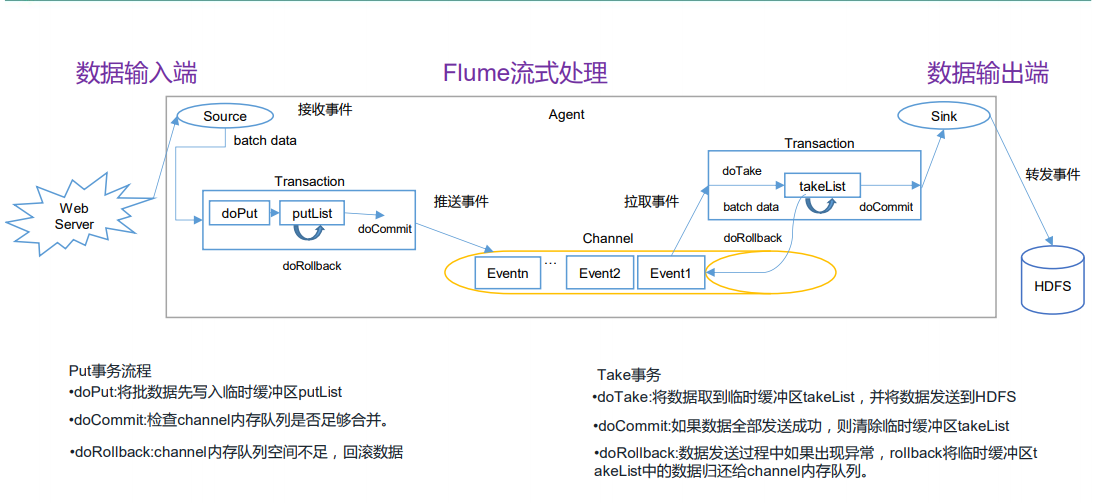 数据输入端
Flume流式处理
数据输出端
Source
接收事件
Agent
Sink
batch data
Transaction
doTake
takeList
batch data
doCommit
转发事件
Web
Server
Transaction
doPut
putList
doCommit
推送事件
拉取事件
doRollback
doRollback
Channel
Eventn
…
Event2
Event1
HDFS
Put事务流程
•doPut:将批数据先写入临时缓冲区putList
•doCommit:检查channel内存队列是否足够合并。
•doRollback:channel内存队列空间不足，回滚数据
Take事务
•doTake:将数据取到临时缓冲区takeList，并将数据发送到HDFS
•doCommit:如果数据全部发送成功，则清除临时缓冲区takeList
•doRollback:数据发送过程中如果出现异常，rollback将临时缓冲区t
akeList中的数据归还给channel内存队列。